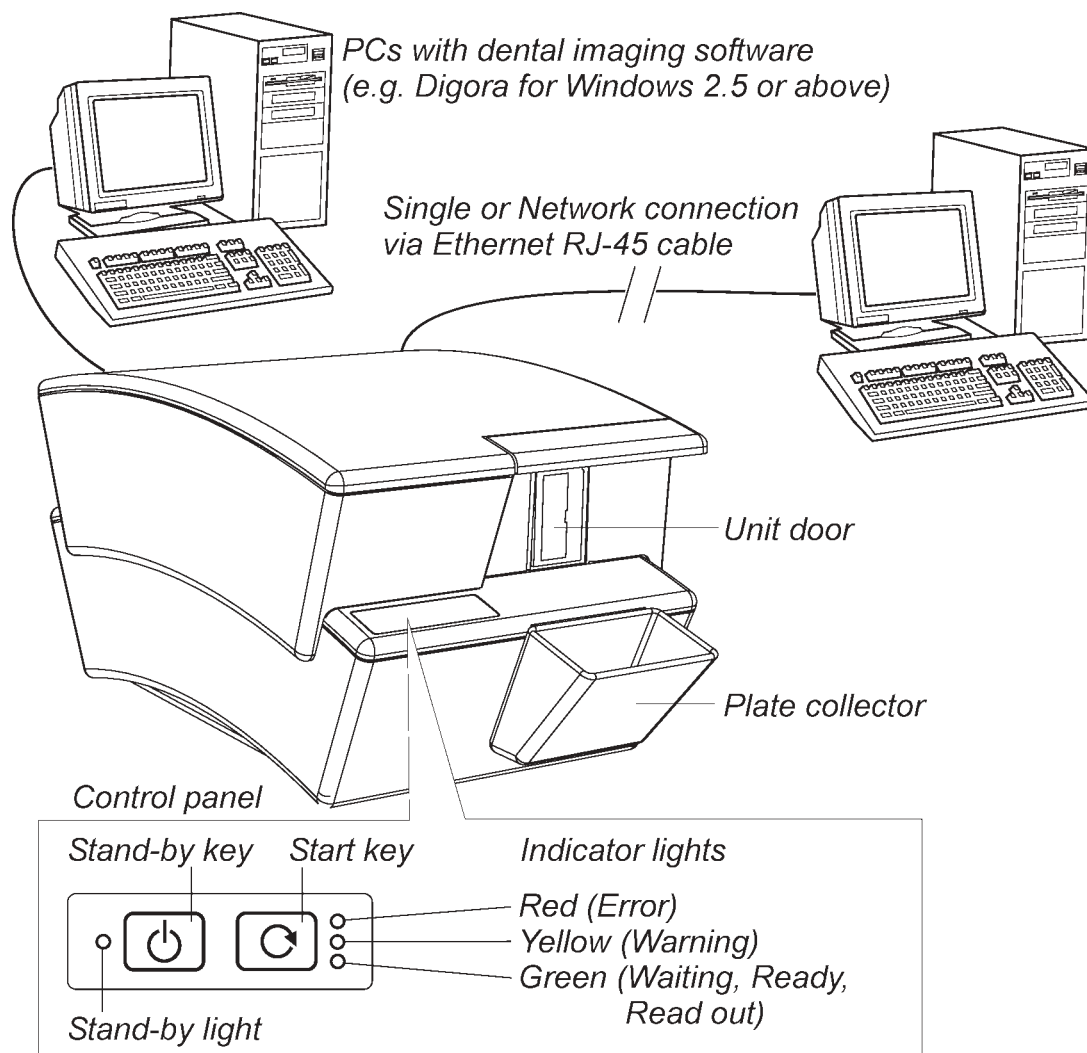 PCs with dental imaging software
(e.g. Digora for Windows 2.5 or above)
Single or Network connection
via Ethernet RJ-45 cable
Unit door
Plate collector
Control panel
Stand-by key
Start key
Indicator lights
Red (Error)
Yellow (Warning)
Green (Waiting, Ready,
Read out)
Stand-by light